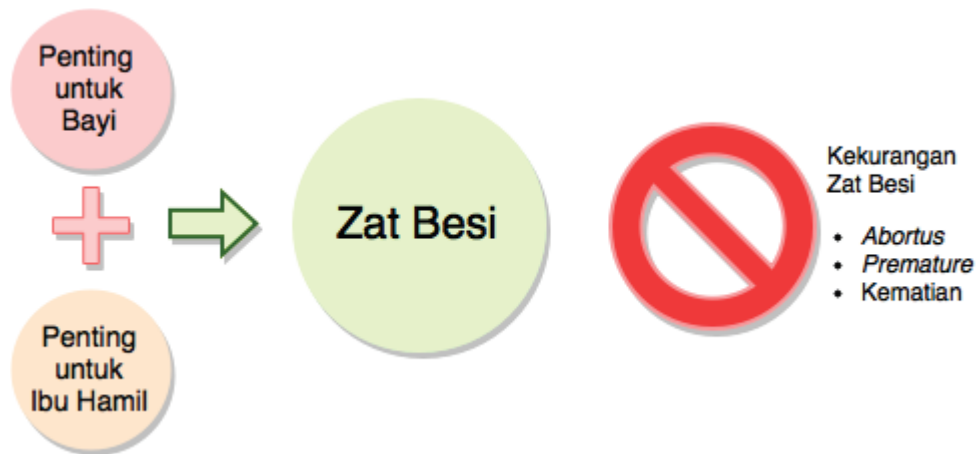 Penting
untuk
Bayi
Penting
untuk
Ibu Hamil
Zat Besi
Kekurangan
Zat Besi
• Abortus
• Premature
• Kematian